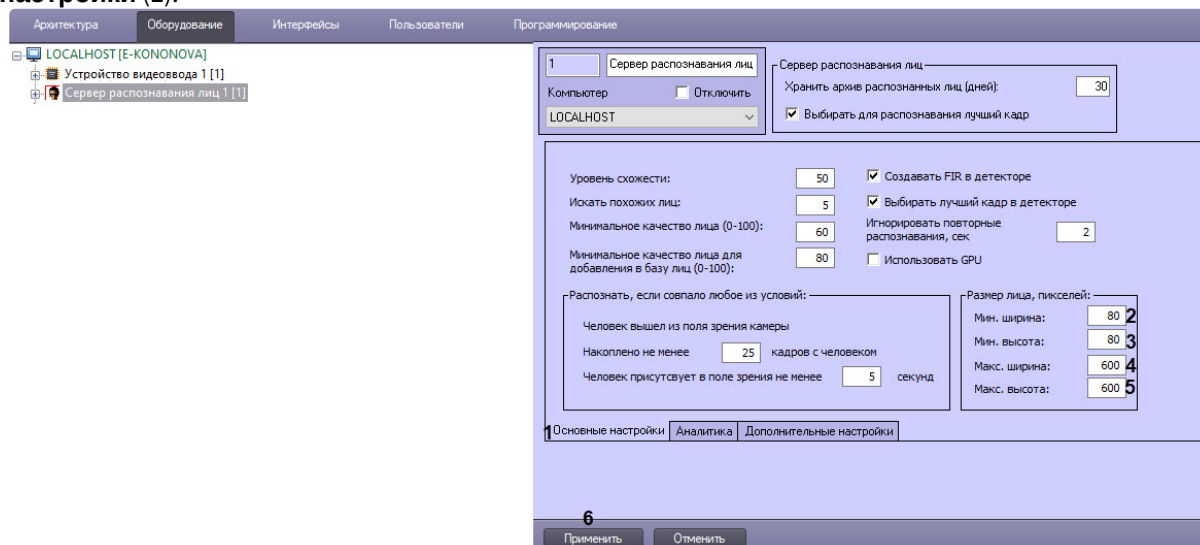 настройки (2).
Архитектура Оборудование Интерфейсы Пользователи Программирование
LOCALHOST [E-KONONOVA]
Устройство видеоввода 1 [1]
Сервер распознавания лиц 1 [1]
1 Сервер распознавания лиц
Компьютер Отключить
LOCALHOST
Сервер распознавания лиц
Хранить архив распознанных лиц (дней): 30
Выбирать для распознавания лучший кадр
Уровень схожести: 50 Создавать FIR в детекторе
Искать похожих лиц: 5 Выбирать лучший кадр в детекторе
Минимальное качество лица (0-100): 60
Игнорировать повторные
распознавания, сек 2
Минимальное качество лица для
добавления в базу лиц (0-100): 80
Использовать GPU
Распознать, если совпало любое из условий:
Человек вышел из поля зрения камеры
Накоплено не менее 25 кадров с человеком
Человек присутсвует в поле зрения не менее 5 секунд
Размер лица, пикселей:
Мин. ширина: 80 2
Мин. высота: 80 3
Макс. ширина: 600 4
Макс. высота: 600 5
1 Основные настройки Аналитика Дополнительные настройки
6
Применить Отменить